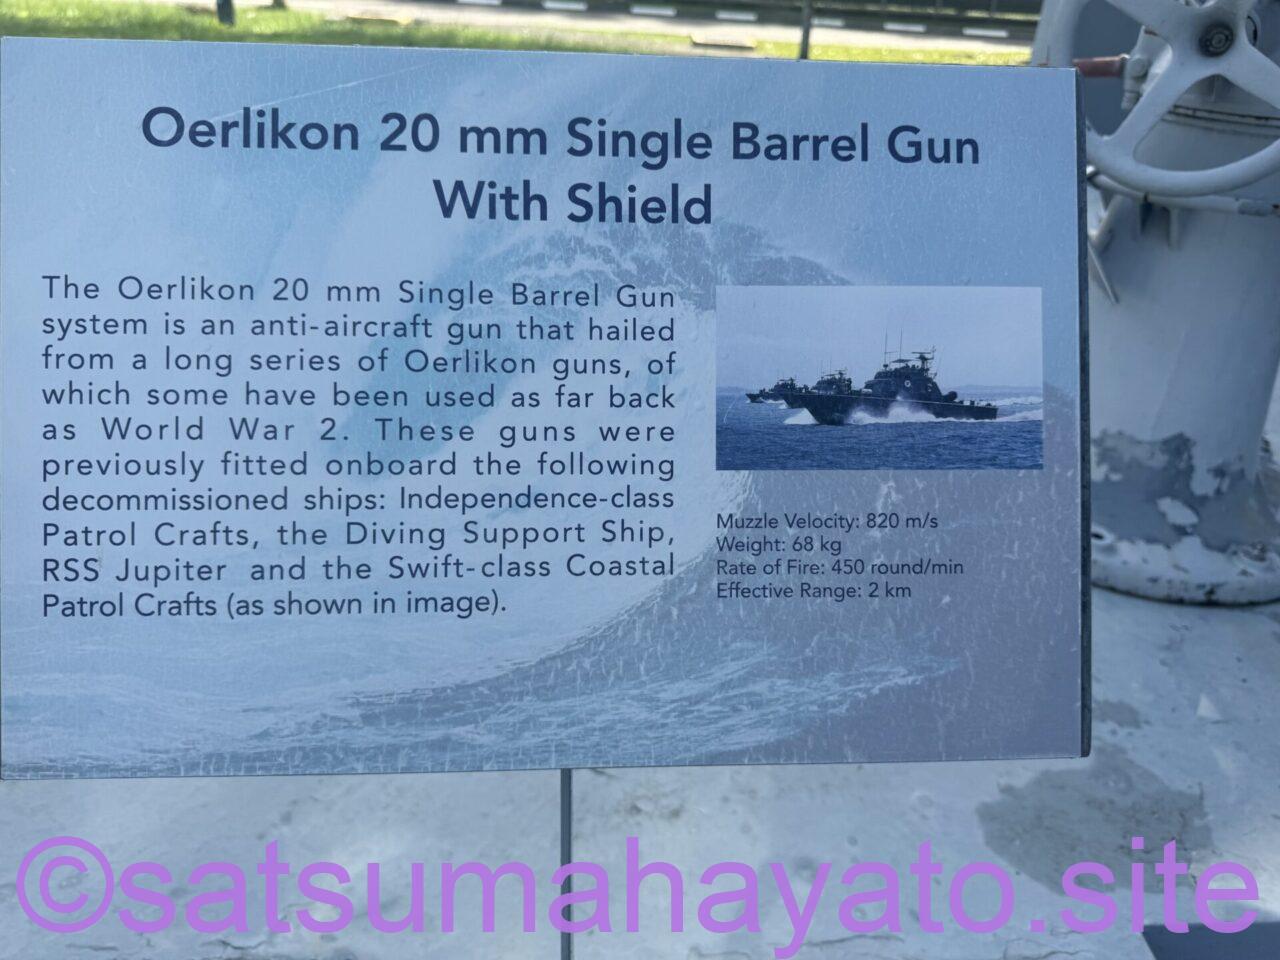 Oerlikon 20 mm Single Barrel Gun
With Shield
The Oerlikon 20 mm Single Barrel Gun
system is an anti-aircraft gun that hailed
from a long series of Oerlikon guns, of
which some have been used as far back
as World War 2. These guns were
previously fitted onboard the following
decommissioned ships: Independence-class
Patrol Crafts, the Diving Support Ship,
RSS Jupiter and the Swift-class Coastal
Patrol Crafts (as shown in image).
Muzzle Velocity: 820 m/s
Weight: 68 kg
Rate of Fire: 450 round/min
Effective Range: 2 km
©satsumahayato.site